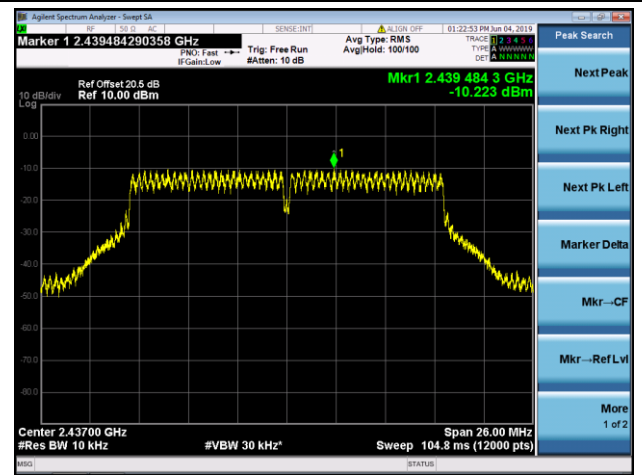 Agilent Spectrum Analyzer - Swept SA
RF 50 Ω AC SENSE:INT ALIGN OFF 01:22:53 PM Jun 04, 2019
Marker 1 2.439484290358 GHz
PNO: Fast
IFGain:Low
Trig: Free Run
#Atten: 10 dB
Avg Type: RMS
Avg|Hold: 100/100
TRACE 1 2 3 4 5 6
TYPE A WWWWW
DET A N N N N N
Peak Search
Ref Offset 20.5 dB
10 dB/div Ref 10.00 dBm
Log
Mkr1 2.439 484 3 GHz
-10.223 dBm
Next Peak
0.00
1
Next Pk Right
-10.0
-20.0
Next Pk Left
-30.0
Marker Delta
-40.0
-50.0
Mkr→CF
-60.0
-70.0
Mkr→Ref Lvl
-80.0
More
1 of 2
Center 2.43700 GHz Span 26.00 MHz
#Res BW 10 kHz #VBW 30 kHz* Sweep 104.8 ms (12000 pts)
MSG STATUS